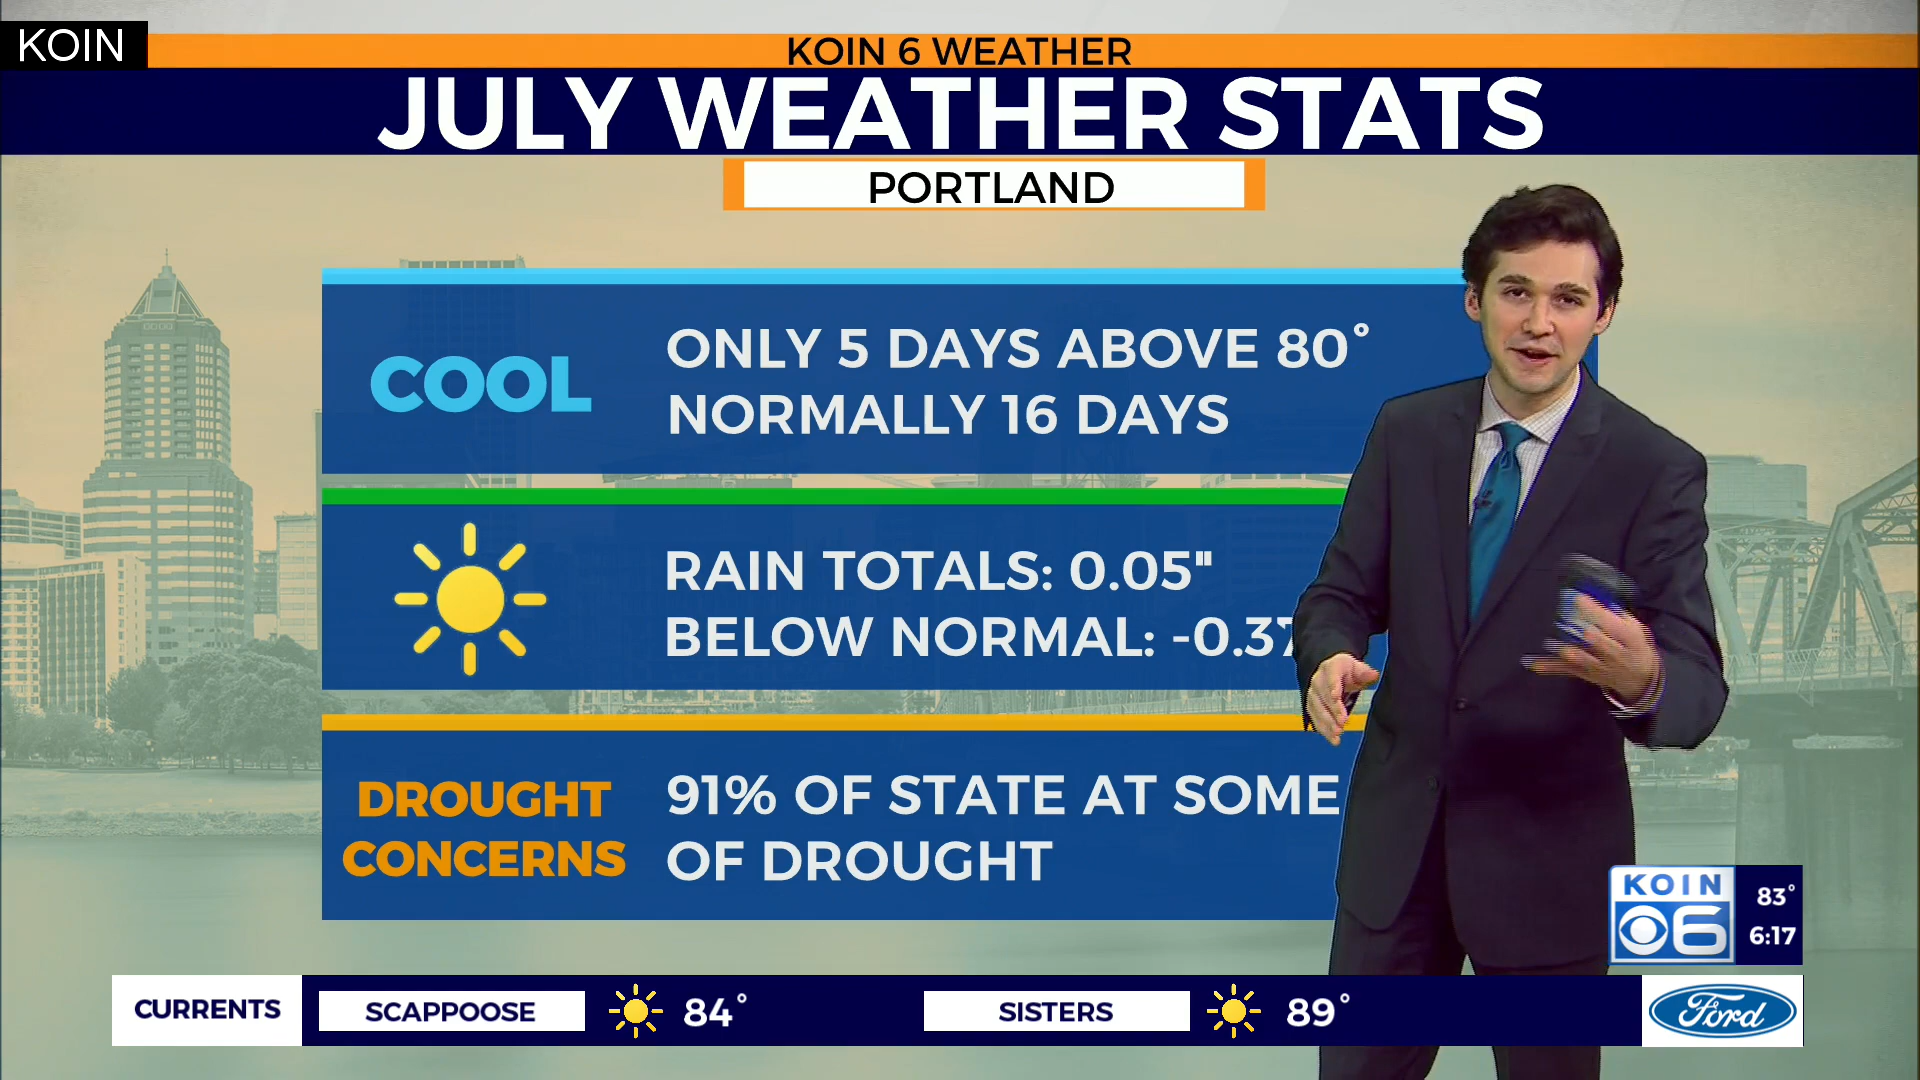 KOIN
KOIN 6 WEATHER
JULY WEATHER STATS
PORTLAND
COOL
ONLY 5 DAYS ABOVE 80°
NORMALLY 16 DAYS
RAIN TOTALS: 0.05"
BELOW NORMAL: -0.37
DROUGHT
CONCERNS
91% OF STATE AT SOME
OF DROUGHT
KOIN
6
83°
6:17
CURRENTS
SCAPPOOSE
84°
SISTERS
89°
Ford